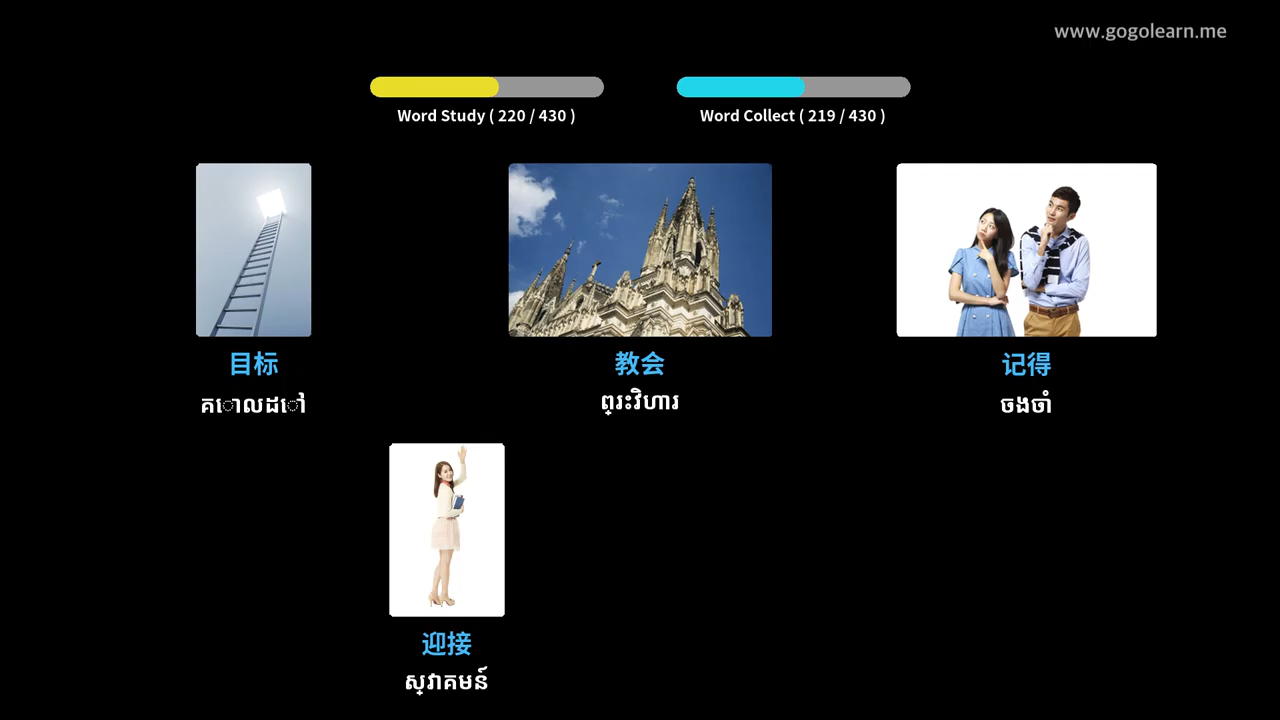 www.gogolearn.me
Word Study ( 220 / 430 )
Word Collect ( 219 / 430 )
目标
គោលដៅ
教会
ព្រះវិហារ
记得
ចងចាំ
迎接
ស្វាគមន៍